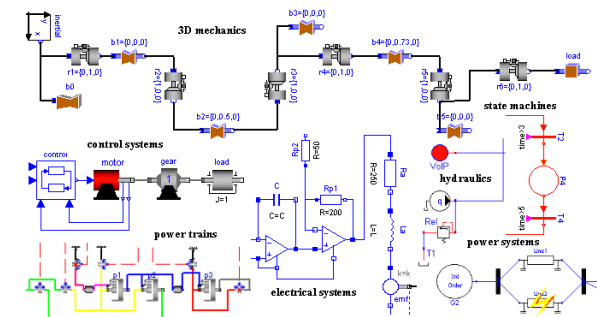 inertial
y
x
3D mechanics
b3={0,0,0}
b1={0,0,0}
b4={0,0.73,0}
load
r1={0,1,0}
r2={1,0,0}
r3={1,0,0}
r4={0,1,0}
r5={1,0,0}
r6={0,1,0}
b0
b2={0,0.5,0}
b5={0,0,0}
state machines
control systems
time>3
T2
control
motor
gear
load
1
J=1
Rp2
R=50
Rp1
R=200
C
C=C
Ra
R=250
La
L=L
VolP
hydraulics
q
Rel
T1
P4
time>5
T4
power trains
p1
p2
p3
electrical systems
k=k
emf
power systems
3rd
Order
G2
Line1
Line2